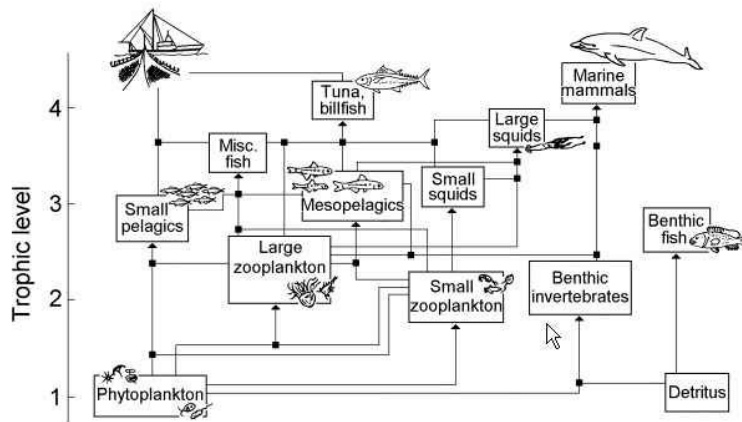 Trophic level
4
3
2
1
Tuna,
billfish
Marine
mammals
Large
squids
Misc.
fish
Small
squids
Mesopelagics
Small
pelagics
Benthic
fish
Large
zooplankton
Small
zooplankton
Benthic
invertebrates
Phytoplankton
Detritus